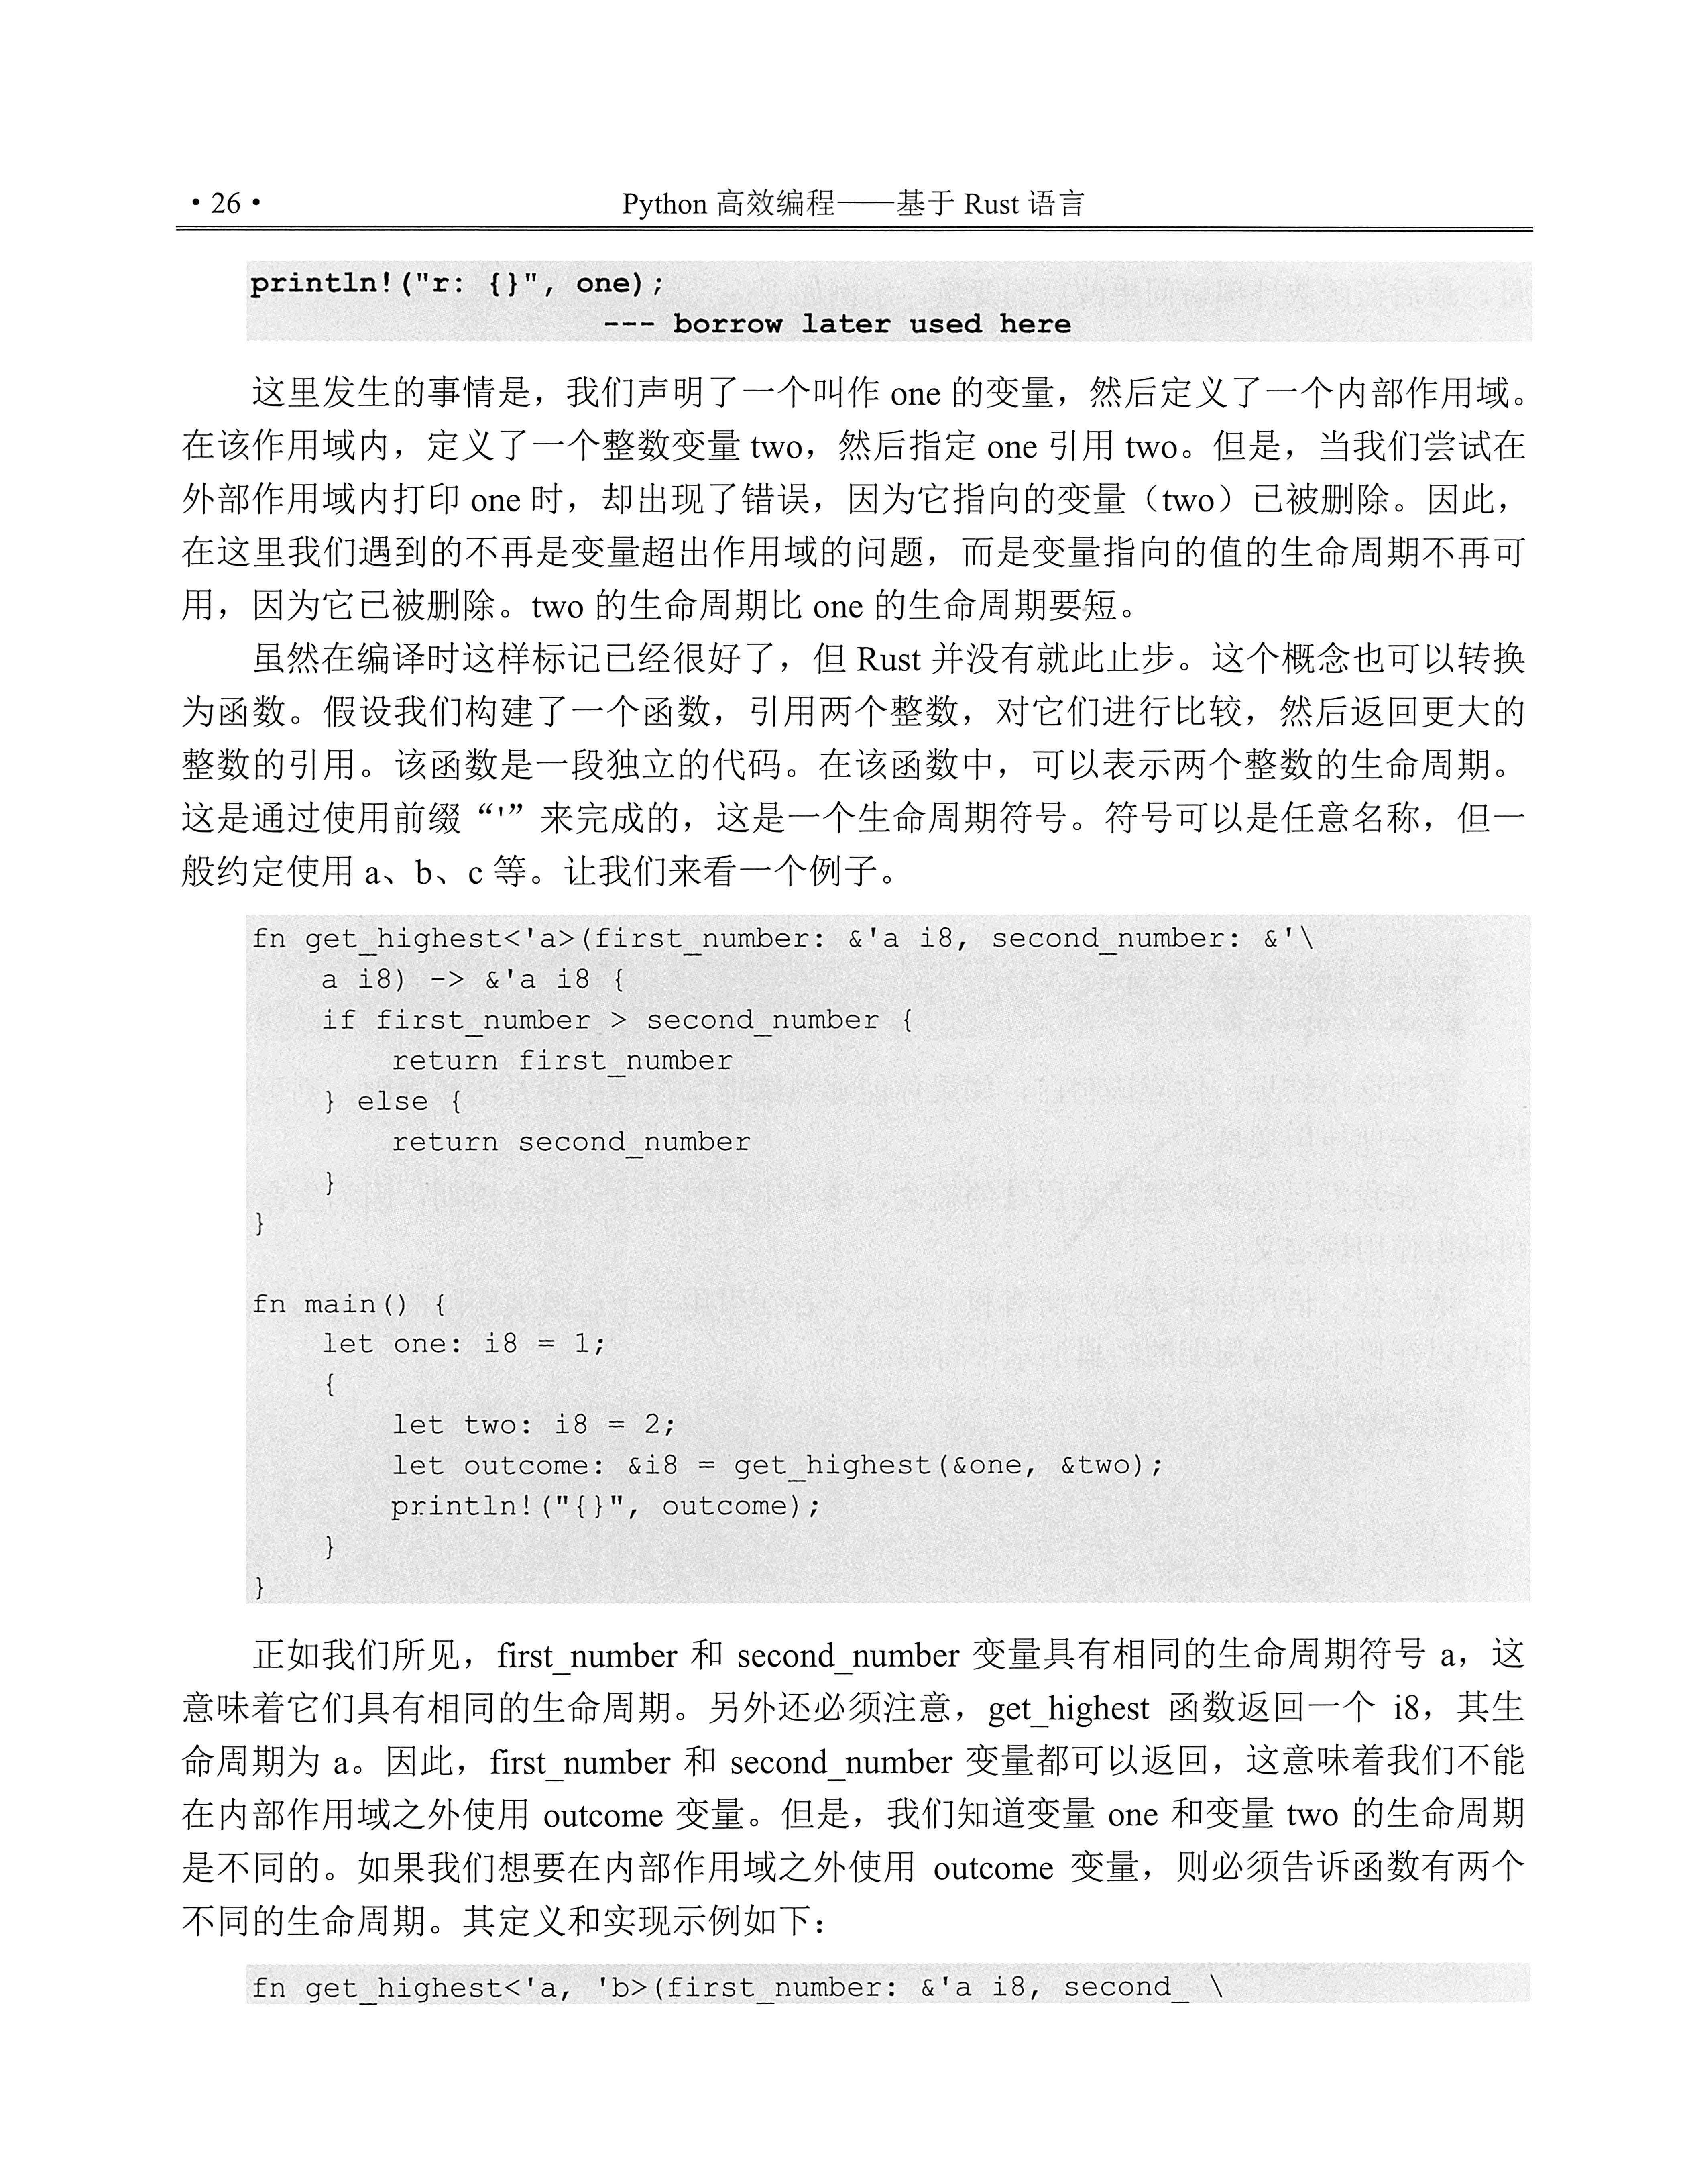 • 26 •
Python 高效编程——基于 Rust 语言
println!("r: {}", one);
--- borrow later used here
这里发生的事情是，我们声明了一个叫作 one 的变量，然后定义了一个内部作用域。
在该作用域内，定义了一个整数变量 two，然后指定 one 引用 two。但是，当我们尝试在
外部作用域内打印 one 时，却出现了错误，因为它指向的变量（two）已被删除。因此，
在这里我们遇到的不再是变量超出作用域的问题，而是变量指向的值的生命周期不再可
用，因为它已被删除。two 的生命周期比 one 的生命周期要短。
虽然在编译时这样标记已经很好了，但 Rust 并没有就此止步。这个概念也可以转换
为函数。假设我们构建了一个函数，引用两个整数，对它们进行比较，然后返回更大的
整数的引用。该函数是一段独立的代码。在该函数中，可以表示两个整数的生命周期。
这是通过使用前缀“'”来完成的，这是一个生命周期符号。符号可以是任意名称，但一
般约定使用 a、b、c 等。让我们来看一个例子。
fn get_highest<'a>(first_number: &'a i8, second_number: &'\
    a i8) -> &'a i8 {
    if first_number > second_number {
        return first_number
    } else {
        return second_number
    }
}
fn main() {
    let one: i8 = 1;
    {
        let two: i8 = 2;
        let outcome: &i8 = get_highest(&one, &two);
        println!("{}", outcome);
    }
}
正如我们所见，first_number 和 second_number 变量具有相同的生命周期符号 a，这
意味着它们具有相同的生命周期。另外还必须注意，get_highest 函数返回一个 i8，其生
命周期为 a。因此，first_number 和 second_number 变量都可以返回，这意味着我们不能
在内部作用域之外使用 outcome 变量。但是，我们知道变量 one 和变量 two 的生命周期
是不同的。如果我们想要在内部作用域之外使用 outcome 变量，则必须告诉函数有两个
不同的生命周期。其定义和实现示例如下：
fn get_highest<'a, 'b>(first_number: &'a i8, second_ \